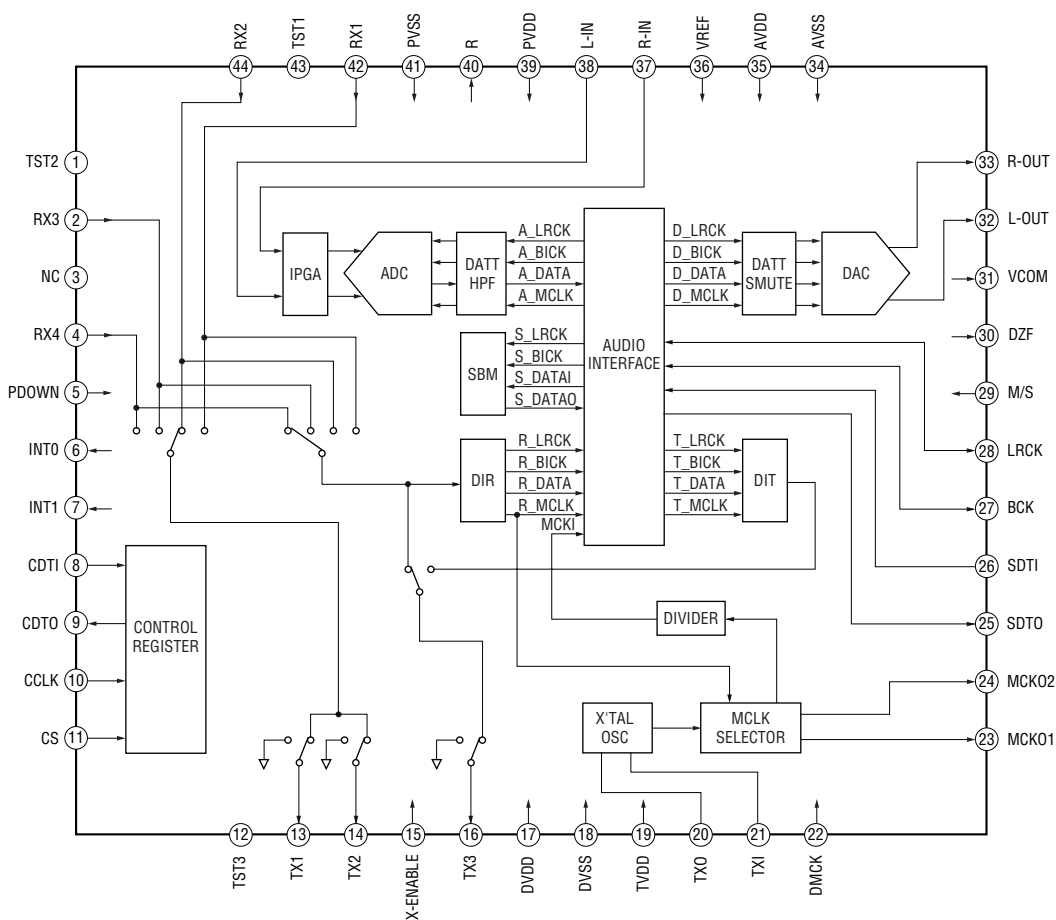 RX2
TST1
RX1
PVSS
R
PVDD
L-IN
R-IN
VREF
AVDD
AVSS
44
43
42
41
40
39
38
37
36
35
34
TST2 1
RX3 2
NC 3
RX4 4
PDOWN 5
INT0 6
INT1 7
CDTI 8
CDTO 9
CCLK 10
CS 11
CONTROL
REGISTER
IPGA
ADC
DATT
HPF
A_LRCK
A_BICK
A_DATA
A_MCLK
SBM
S_LRCK
S_BICK
S_DATAI
S_DATAO
DIR
R_LRCK
R_BICK
R_DATA
R_MCLK
MCKI
AUDIO
INTERFACE
D_LRCK
D_BICK
D_DATA
D_MCLK
DATT
SMUTE
DAC
T_LRCK
T_BICK
T_DATA
T_MCLK
DIT
DIVIDER
X'TAL
OSC
MCLK
SELECTOR
33 R-OUT
32 L-OUT
31 VCOM
30 DZF
29 M/S
28 LRCK
27 BCK
26 SDTI
25 SDTO
24 MCKO2
23 MCKO1
12
13
14
15
16
17
18
19
20
21
22
TST3
TX1
TX2
X-ENABLE
TX3
DVDD
DVSS
TVDD
TXO
TXI
DMCK